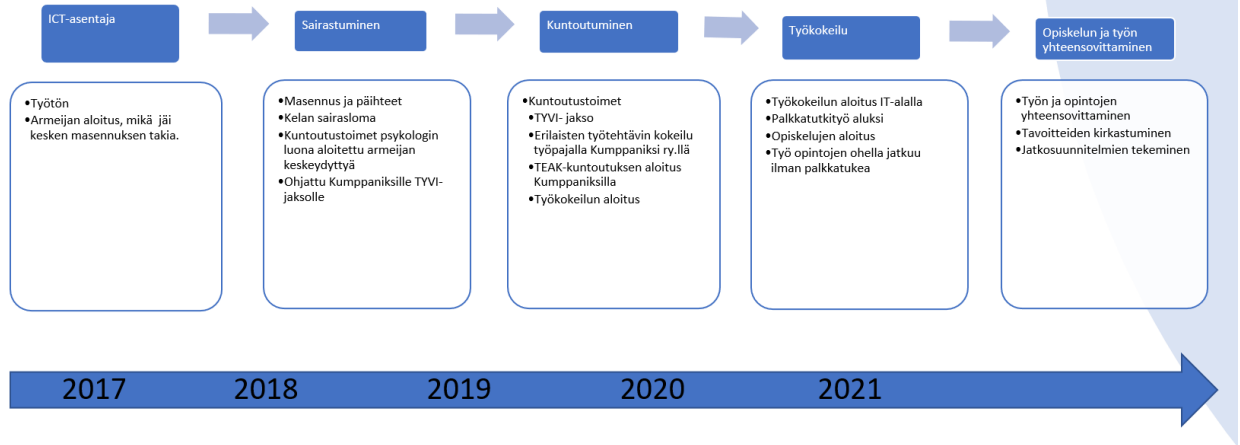 ICT-asentaja
•Työtön
•Armeijan aloitus, mikä jäi
kesken masennuksen takia.
Sairastuminen
•Masennus ja päihteet
•Kelan sairasloma
•Kuntoutustoimet psykologin
luona aloitettu armeijan
keskeydyttyä
•Ohjattu Kumppaniksille TYVI-
jaksolle
Kuntoutuminen
•Kuntoutustoimet
•TYVI- jakso
•Erilaisten työtehtävin kokeilu
työpajalla Kumppaniksi ry.llä
•TEAK-kuntoutuksen aloitus
Kumppaniksilla
•Työkokeilun aloitus
Työkokeilu
•Työkokeilun aloitus IT-alalla
•Palkkatutkityö aluksi
•Opiskelujen aloitus
•Työ opintojen ohella jatkuu
ilman palkkatukea
Opiskelun ja työn
yhteensovittaminen
•Työn ja opintojen
yhteensovittaminen
•Tavoitteiden kirkastuminen
•Jatkosuunnitelmien tekeminen
2017 2018 2019 2020 2021